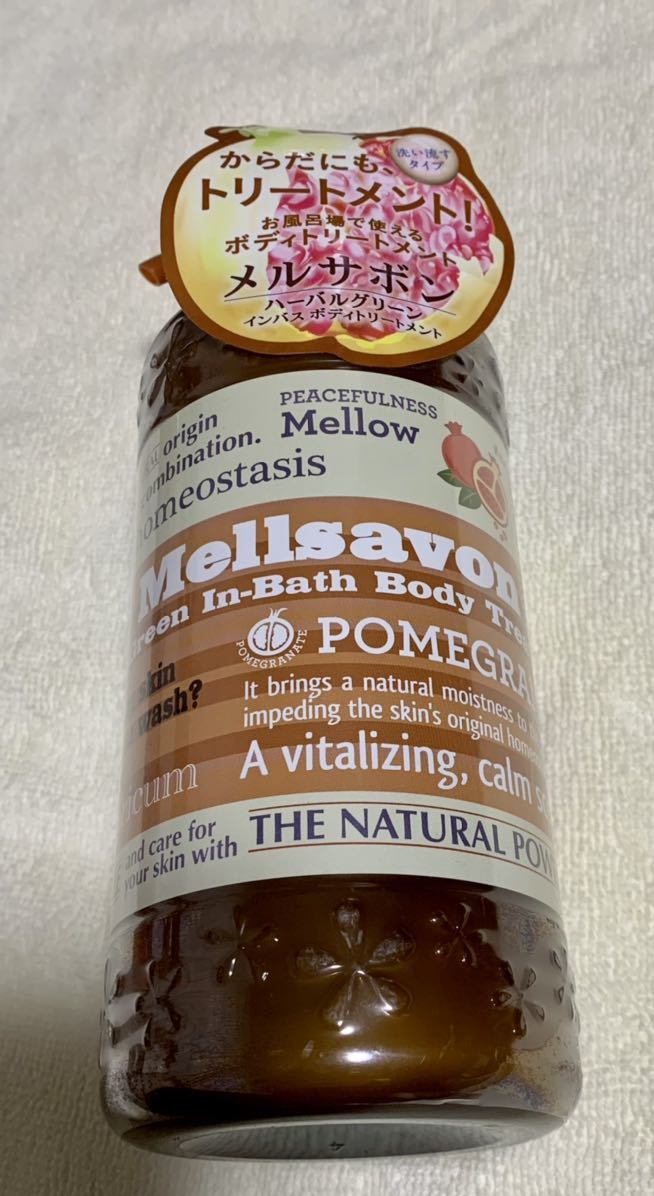 からだにも、
トリートメント!
洗い流す
タイプ
お風呂場で使える
ボディトリートメント
メルサボン
ハーバルグリーン
インバス ボディトリートメント
origin
ombination.
omeostasis
PEACEFULNESS
Mellow
Mellsavon
reen In-Bath Body Tre
POMEGRANATE
POMEGRA
kin
wash?
It brings a natural moistness to
impeding the skin's original home
A vitalizing, calm s
icum
and care for
your skin with
THE NATURAL POW